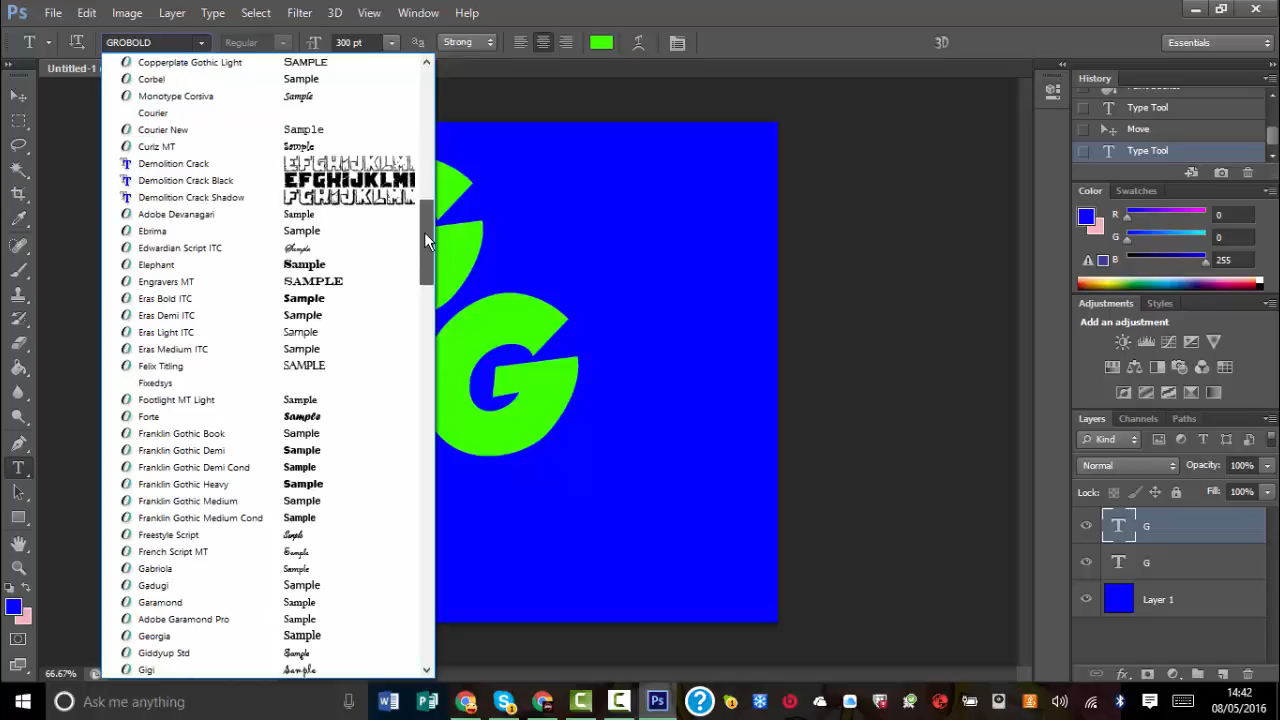 Ps File Edit Image Layer Type Select Filter 3D View Window Help
T GROBOLD Regular 300 pt Strong 3D Essentials
Untitled-1
Copperplate Gothic Light SAMPLE
Corbel Sample
Monotype Corsiva Sample
Courier
Courier New Sample
Curlz MT Sample
Demolition Crack EFGHIJKLM
Demolition Crack Black EFGHIJKLM
Demolition Crack Shadow FGHIJKLMN
Adobe Devanagari Sample
Ebrima Sample
Edwardian Script ITC Sample
Elephant Sample
Engravers MT SAMPLE
Eras Bold ITC Sample
Eras Demi ITC Sample
Eras Light ITC Sample
Eras Medium ITC Sample
Felix Titling SAMPLE
Fixedsys
Footlight MT Light Sample
Forte Sample
Franklin Gothic Book Sample
Franklin Gothic Demi Sample
Franklin Gothic Demi Cond Sample
Franklin Gothic Heavy Sample
Franklin Gothic Medium Sample
Franklin Gothic Medium Cond Sample
Freestyle Script Sample
French Script MT Sample
Gabriola Sample
Gadugi Sample
Garamond Sample
Adobe Garamond Pro Sample
Georgia Sample
Giddyup Std Sample
Gigi Sample
G
66.67%
History
Type Tool
Move
Type Tool
Swatches
Color
R 0
G 0
B 255
Adjustments Styles
Add an adjustment
Layers Channels Paths
Kind
Normal Opacity: 100%
Lock: Fill: 100%
T G
T G
Layer 1
Ask me anything
14:42
08/05/2016